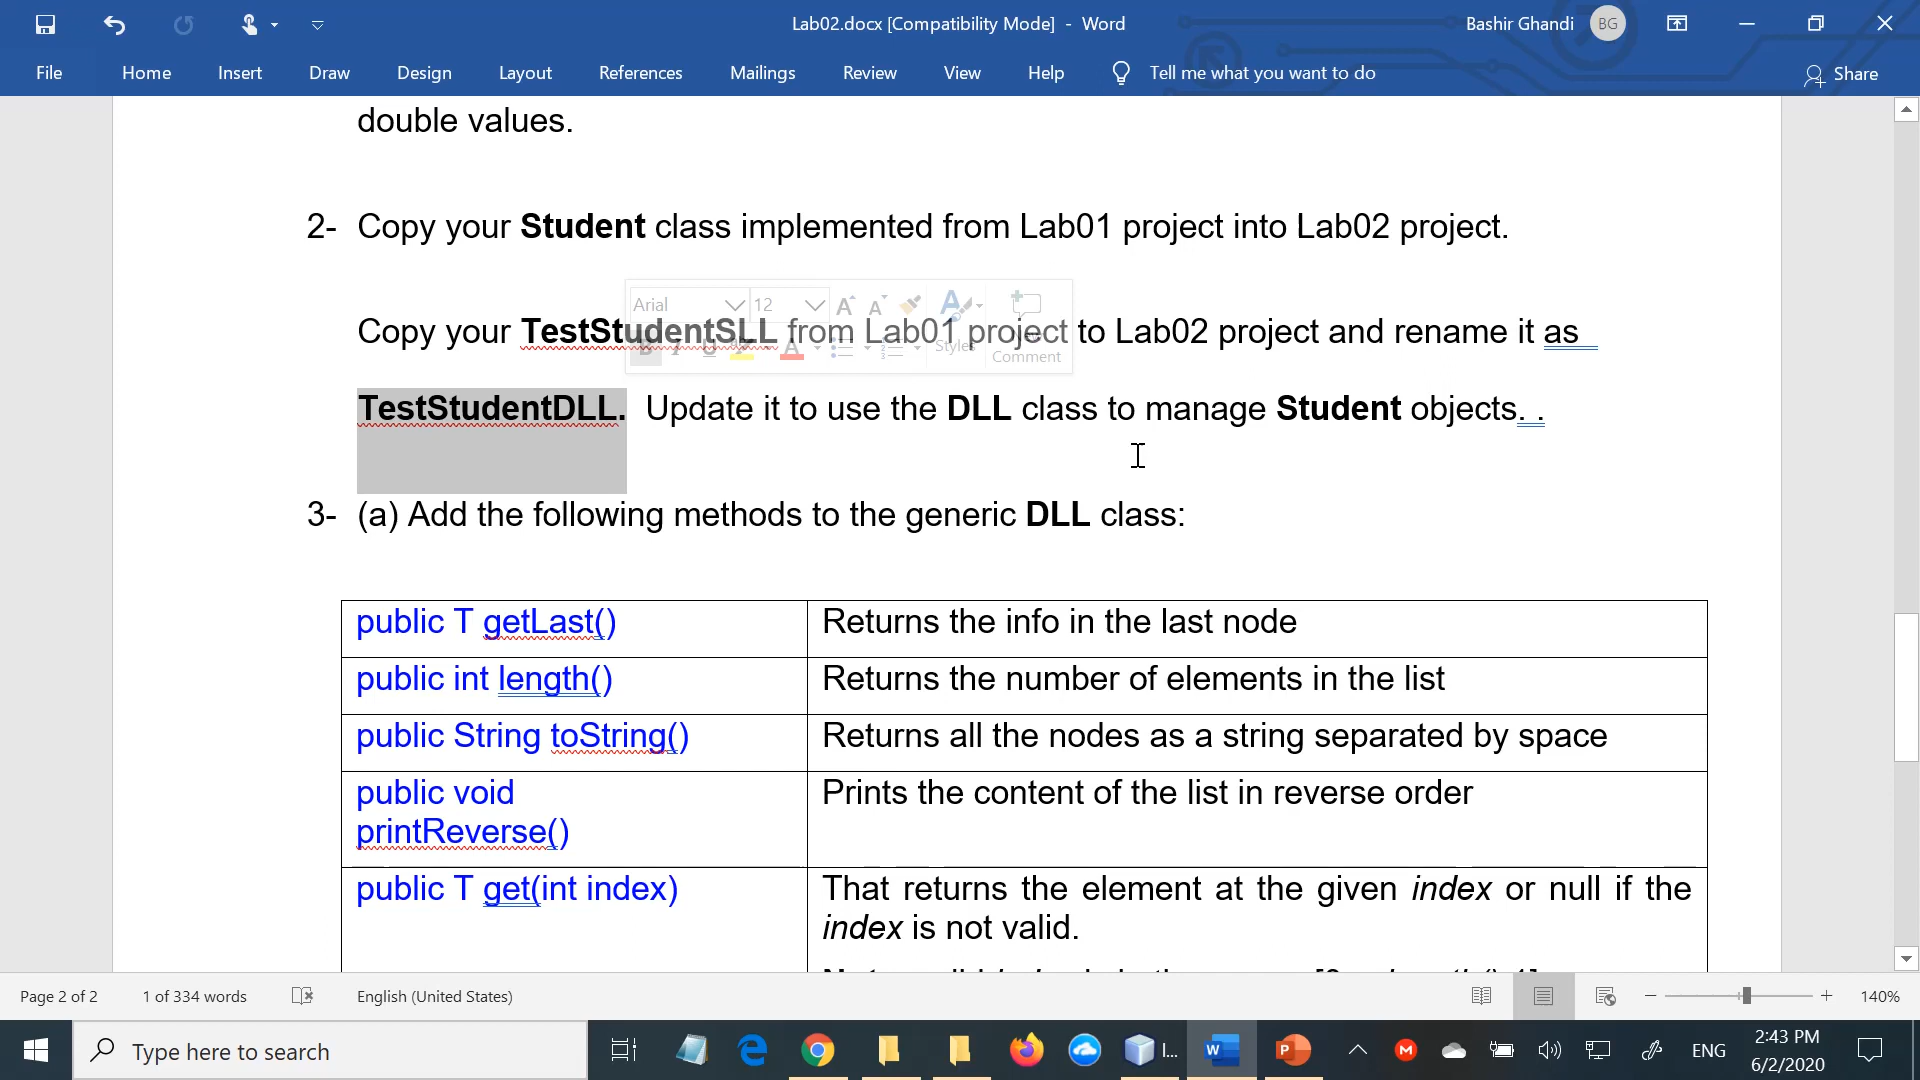 Lab02.docx [Compatibility Mode] - Word
Bashir Ghandi
BG
File Home Insert Draw Design Layout References Mailings Review View Help Tell me what you want to do Share
double values.
2- Copy your Student class implemented from Lab01 project into Lab02 project.
Arial 12
Copy your TestStudentSLL from Lab01 project to Lab02 project and rename it as
Styles
Comment
TestStudentDLL. Update it to use the DLL class to manage Student objects. .
3- (a) Add the following methods to the generic DLL class:
public T getLast() Returns the info in the last node
public int length() Returns the number of elements in the list
public String toString() Returns all the nodes as a string separated by space
public void Prints the content of the list in reverse order
printReverse()
public T get(int index) That returns the element at the given index or null if the
index is not valid.
Page 2 of 2 1 of 334 words English (United States) 140%
Type here to search
I...
ENG
2:43 PM
6/2/2020